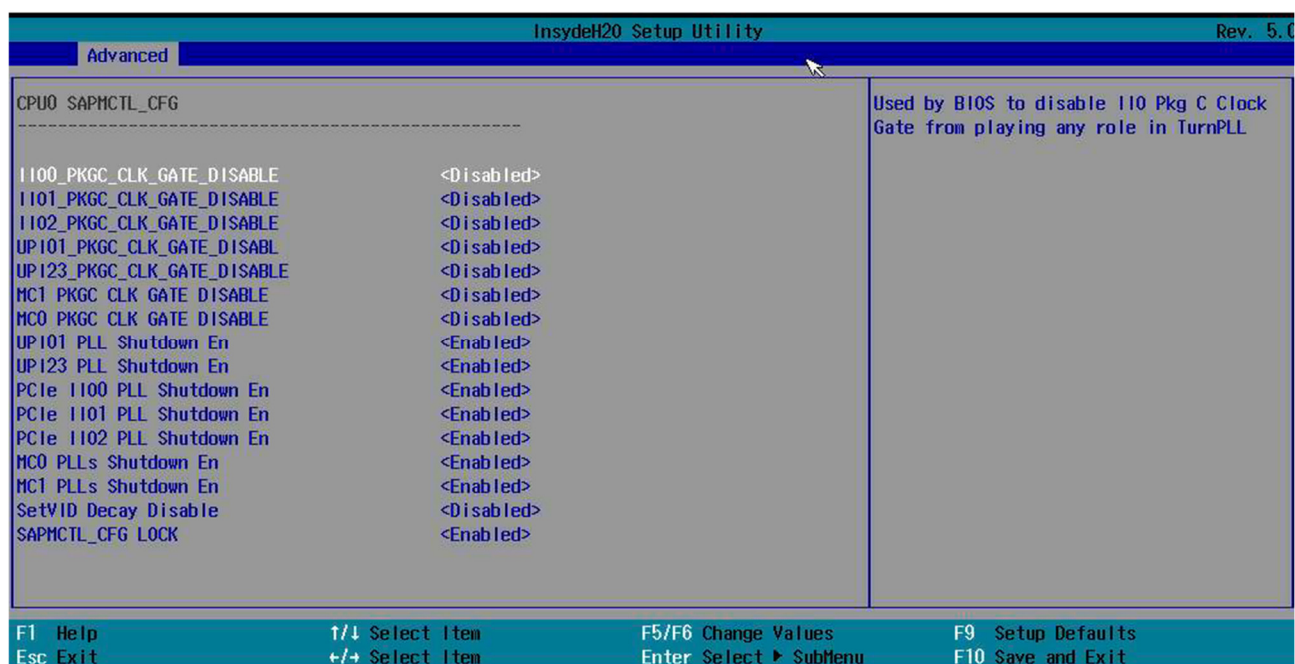 InsydeH20 Setup Utility Rev. 5.0
Advanced
CPU0 SAPMCTL_CFG
Used by BIOS to disable IIO Pkg C Clock
Gate from playing any role in TurnPLL
----------------------------------------------------
IIO0_PKGC_CLK_GATE_DISABLE <Disabled>
IIO1_PKGC_CLK_GATE_DISABLE <Disabled>
IIO2_PKGC_CLK_GATE_DISABLE <Disabled>
UPI01_PKGC_CLK_GATE_DISABL <Disabled>
UPI23_PKGC_CLK_GATE_DISABLE <Disabled>
MC1 PKGC CLK GATE DISABLE <Disabled>
MC0 PKGC CLK GATE DISABLE <Disabled>
UPI01 PLL Shutdown En <Enabled>
UPI23 PLL Shutdown En <Enabled>
PCIe IIO0 PLL Shutdown En <Enabled>
PCIe IIO1 PLL Shutdown En <Enabled>
PCIe IIO2 PLL Shutdown En <Enabled>
MC0 PLLs Shutdown En <Enabled>
MC1 PLLs Shutdown En <Enabled>
SetVID Decay Disable <Disabled>
SAPMCTL_CFG LOCK <Enabled>
F1 Help ↑/↓ Select Item F5/F6 Change Values F9 Setup Defaults
Esc Exit ←/→ Select Item Enter Select ▶ SubMenu F10 Save and Exit